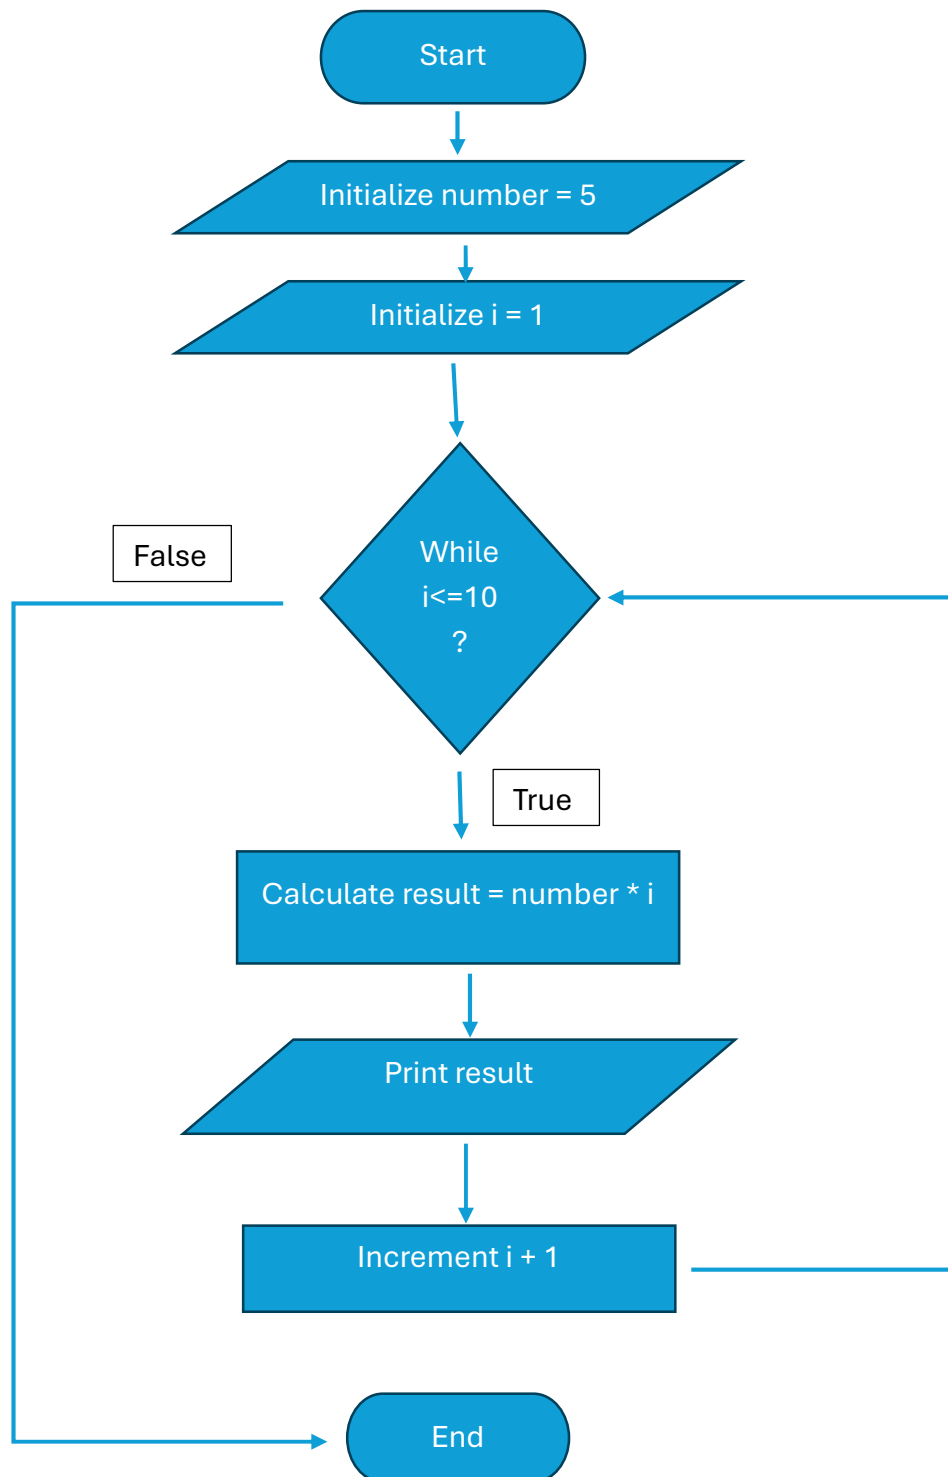 Start
Initialize number = 5
Initialize i = 1
While
i<=10
?
False
True
Calculate result = number * i
Print result
Increment i + 1
End